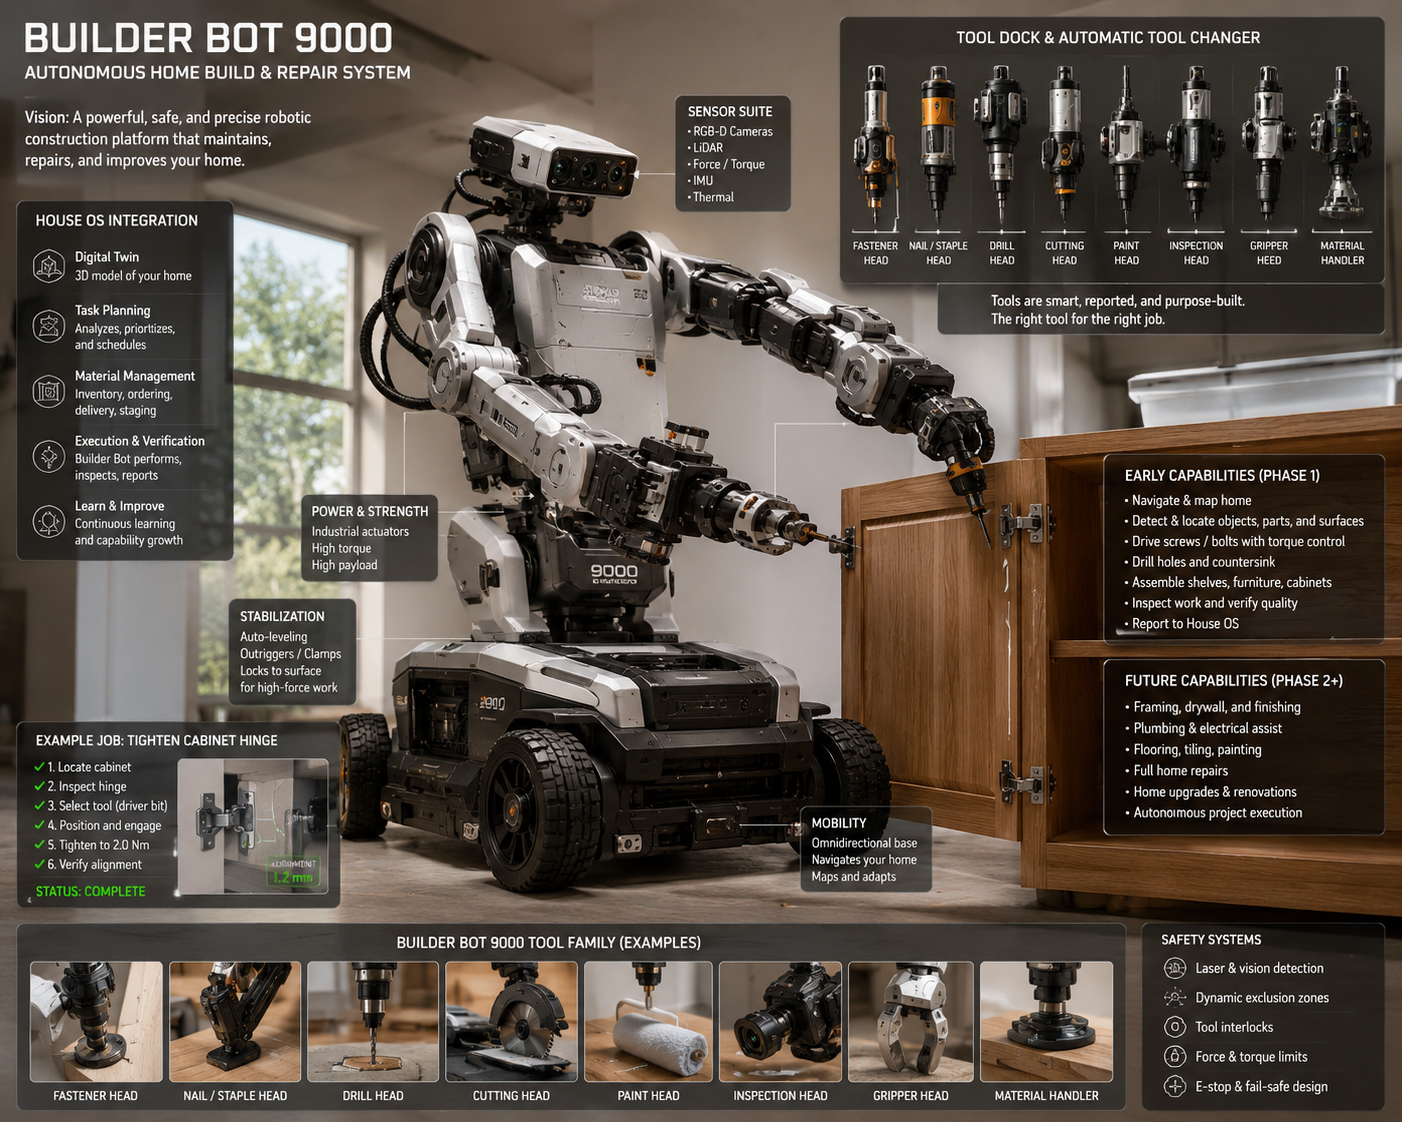 BUILDER BOT 9000
AUTONOMOUS HOME BUILD & REPAIR SYSTEM
Vision: A powerful, safe, and precise robotic
construction platform that maintains,
repairs, and improves your home.
HOUSE OS INTEGRATION
Digital Twin
3D model of your home
Task Planning
Analyzes, priorttizes,
and schedules
Material Management
Inventory, ordering,
delivery, staging
Execution & Verification
Builder Bot performs,
inspects, reports
Learn & Improve
Continuous learning
and capability growth
SENSOR SUITE
• RGB-D Cameras
• LiDAR
• Force / Torque
• IMU
• Thermal
TOOL DOCK & AUTOMATIC TOOL CHANGER
FASTENER
HEAD
NAIL / STAPLE
HEAD
DRILL
HEAD
CUTTING
HEAD
PAINT
HEAD
INSPECTION
HEAD
GRIPPER
HEED
MATERIAL
HANDLER
Tools are smart, reported, and purpose-built.
The right tool for the right job.
POWER & STRENGTH
Industrial actuators
High torque
High payload
9000
STABILIZATION
Auto-leveling
Outriggers / Clamps
Locks to surface
for high-force work
EARLY CAPABILITIES (PHASE 1)
• Navigate & map home
• Detect & locate objects, parts, and surfaces
• Drive screws / bolts with torque control
• Drill holes and countersink
• Assemble shelves, furniture, cabinets
• Inspect work and verify quality
• Report to House OS
FUTURE CAPABILITIES (PHASE 2+)
• Framing, drywall, and finishing
• Plumbing & electrical assist
• Flooring, tiling, painting
• Full home repairs
• Home upgrades & renovations
• Autonoimous project execution
EXAMPLE JOB: TIGHTEN CABINET HINGE
✓ 1. Locate cabinet
✓ 2. Inspect hinge
✓ 3. Select tool (driver bit)
✓ 4. Position and engage
✓ 5. Tighten to 2.0 Nm
✓ 6. Verify alignment
STATUS: COMPLETE
1.2 mm
MOBILITY
Omnidirectional base
Navigates your home
Maps and adapts
BUILDER BOT 9000 TOOL FAMILY (EXAMPLES)
FASTENER HEAD
NAIL / STAPLE HEAD
DRILL HEAD
CUTTING HEAD
PAINT HEAD
INSPECTION HEAD
GRIPPER HEAD
MATERIAL HANDLER
SAFETY SYSTEMS
Laser & vision detection
Dynamic exclusion zones
Tool interlocks
Force & torque limits
E-stop & fail-safe design